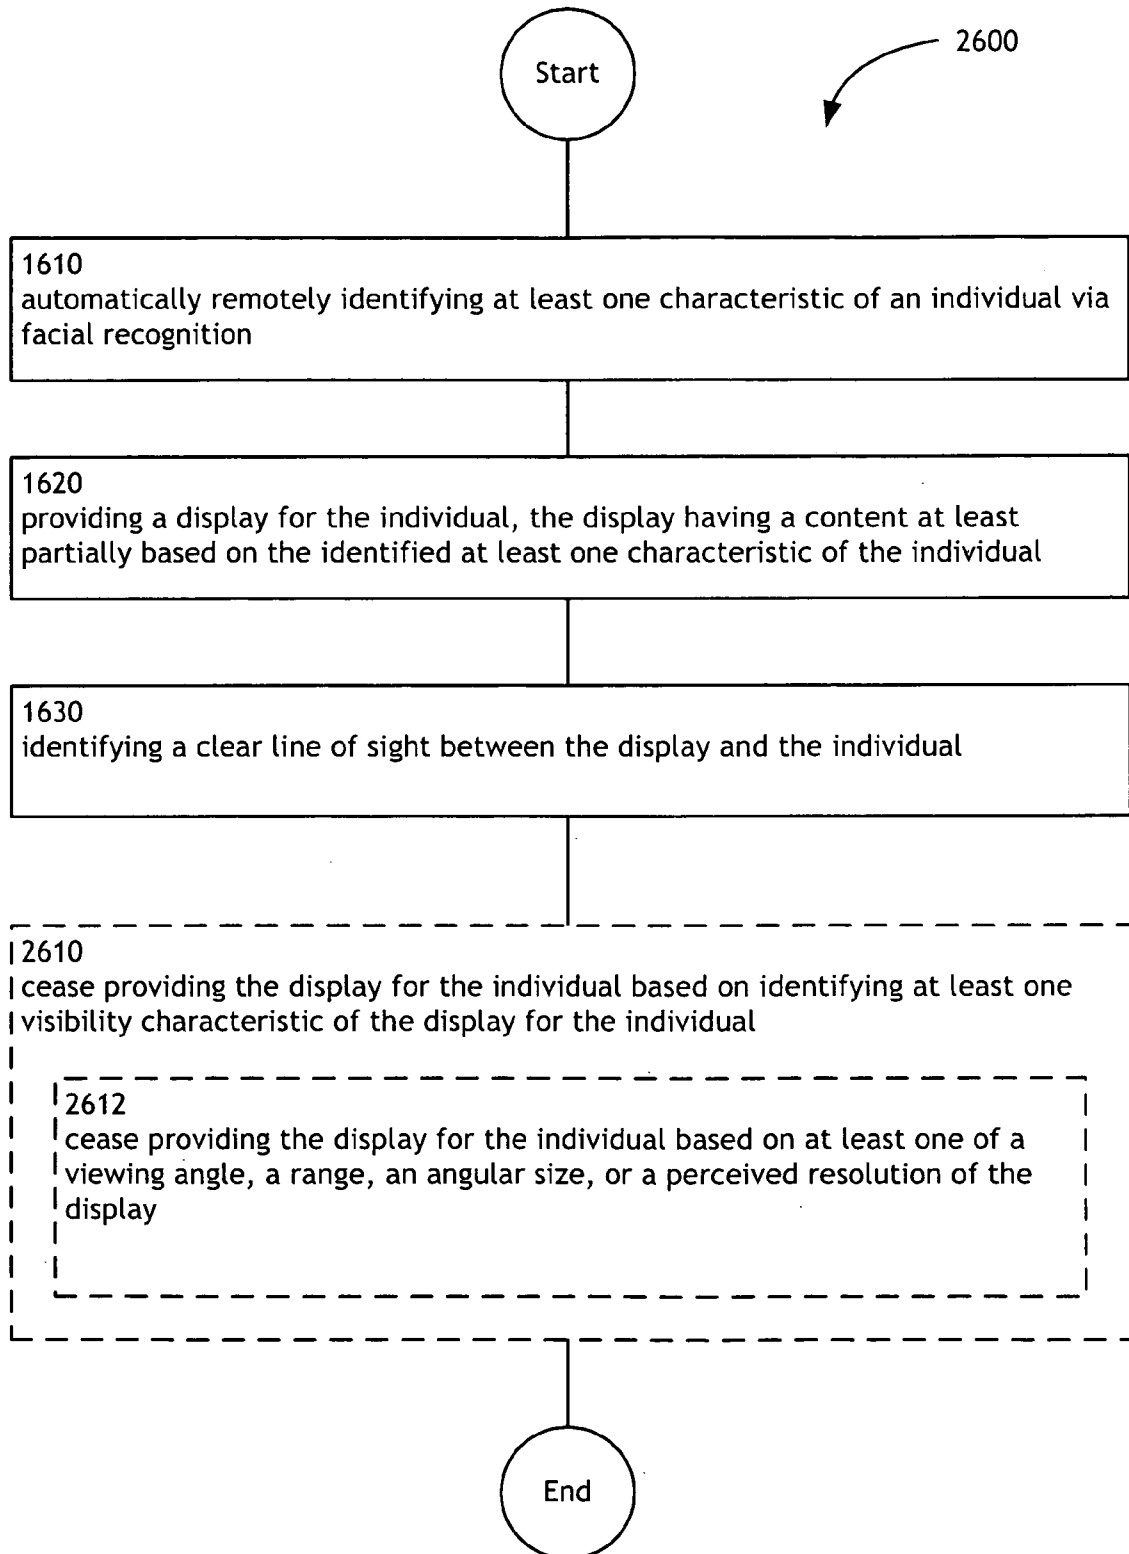 Start
2600
1610
automatically remotely identifying at least one characteristic of an individual via
facial recognition
1620
providing a display for the individual, the display having a content at least
partially based on the identified at least one characteristic of the individual
1630
identifying a clear line of sight between the display and the individual
2610
cease providing the display for the individual based on identifying at least one
visibility characteristic of the display for the individual
2612
cease providing the display for the individual based on at least one of a
viewing angle, a range, an angular size, or a perceived resolution of the
display
End